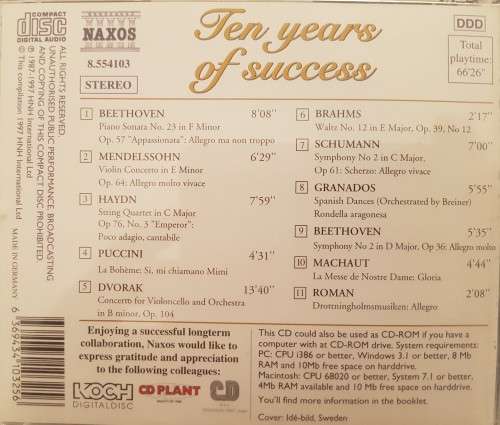 COMPACT
disc
DIGITAL AUDIO
NAXOS
8.554103
STEREO
Ten years
of success
DDD
Total
playtime:
66'26"
ALL RIGHTS RESERVED.
UNAUTHORISED PUBLIC PERFORMANCE, BROADCASTING
AND COPYING OF THIS COMPACT DISC PROHIBITED
℗ 1987-1997 HNH International Ltd
© This compilation 1997 HNH International Ltd
MADE IN GERMANY
1 BEETHOVEN 8'08"
Piano Sonata No. 23 in F Minor
Op. 57 "Appassionata": Allegro ma non troppo
2 MENDELSSOHN 6'29"
Violin Concerto in E Minor
Op. 64: Allegro molto vivace
3 HAYDN 7'59"
String Quartet in C Major
Op 76, No. 3 "Emperor":
Poco adagio, cantabile
4 PUCCINI 4'31"
La Bohème: Si, mi chiamano Mimi
5 DVORAK 13'40"
Concerto for Violoncello and Orchestra
in B minor, Op. 104
6 BRAHMS 2'17"
Waltz No. 12 in E Major, Op. 39, No 12
7 SCHUMANN 7'00"
Symphony No 2 in C Major,
Op 61: Scherzo: Allegro vivace
8 GRANADOS 5'55"
Spanish Dances (Orchestrated by Breiner)
Rondella aragonesa
9 BEETHOVEN 5'35"
Symphony No 2 in D Major, Op 36: Allegro molto
10 MACHAUT 4'44"
La Messe de Nostre Dame: Gloria
11 ROMAN 2'08"
Drottningholmsmusiken: Allegro
6 36943 41032 6
Enjoying a successful longterm
collaboration, Naxos would like to
express gratitude and appreciation
to the following colleagues:
KOCH
DIGITALDISC
CD PLANT
CD
This CD could also be used as CD-ROM if you have a computer
with at CD-ROM drive. System requirements:
PC: CPU i386 or better, Windows 3.1 or better, 8 Mb
RAM and 10Mb free space on harddrive.
Macintosh: CPU 68020 or better, System 7.1 or better,
4Mb RAM available and 10 Mb free space on harddrive.
You'll find more information in the booklet.
Cover: Idé-bild, Sweden